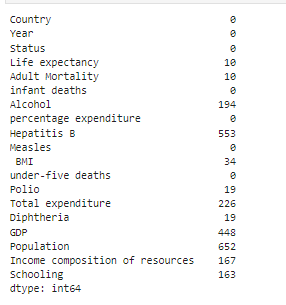 Country 0
Year 0
Status 0
Life expectancy 10
Adult Mortality 10
infant deaths 0
Alcohol 194
percentage expenditure 0
Hepatitis B 553
Measles 0
 BMI 34
under-five deaths 0
Polio 19
Total expenditure 226
Diphtheria 19
GDP 448
Population 652
Income composition of resources 167
Schooling 163
dtype: int64